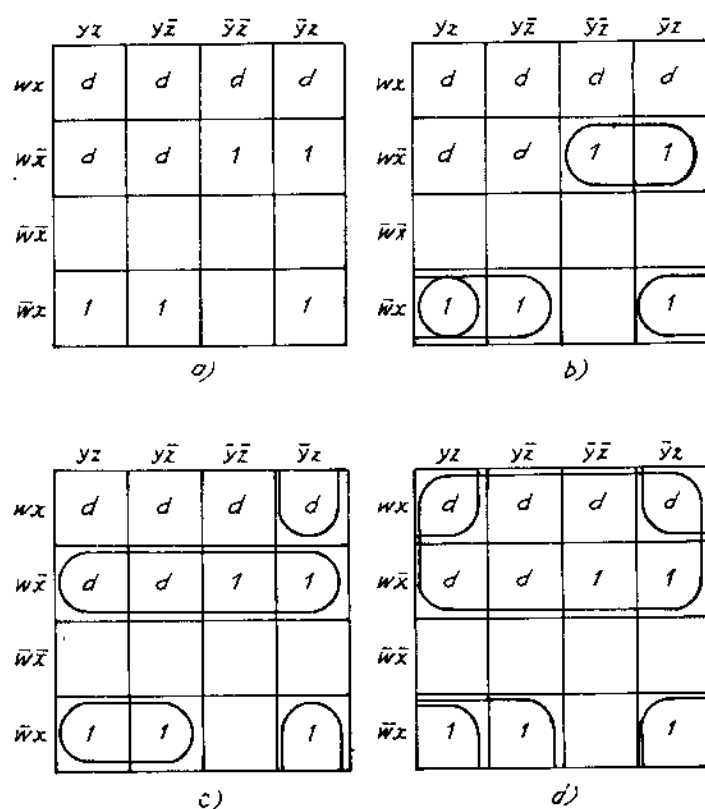 yz yz̄ ȳz̄ ȳz
wx d d d d
wx̄ d d 1 1
w̄x̄
w̄x 1 1 1
a)
yz yz̄ ȳz̄ ȳz
wx d d d d
wx̄ d d 1 1
w̄x̄
w̄x 1 1 1
b)
yz yz̄ ȳz̄ ȳz
wx d d d d
wx̄ d d 1 1
w̄x̄
w̄x 1 1 1
c)
yz yz̄ ȳz̄ ȳz
wx d d d d
wx̄ d d 1 1
w̄x̄
w̄x 1 1 1
d)